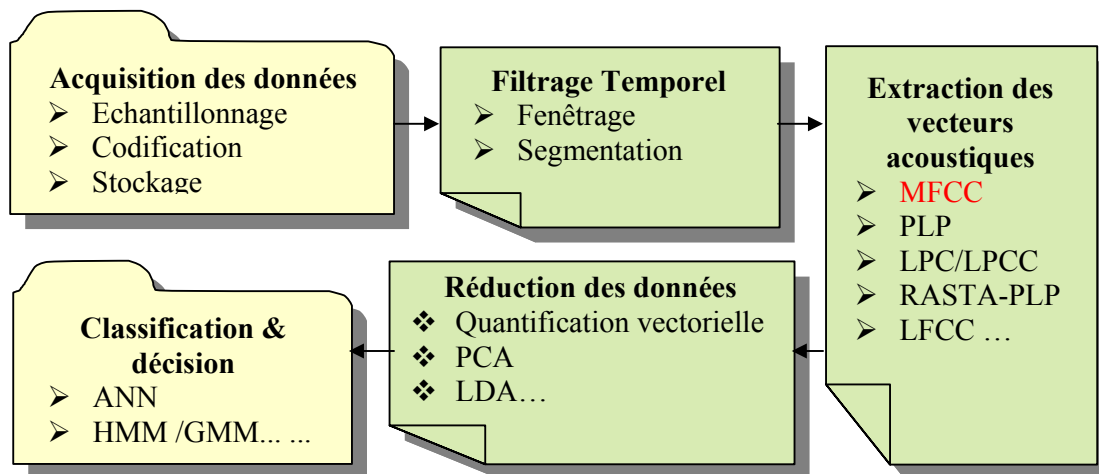 Acquisition des données
➢ Echantillonnage
➢ Codification
➢ Stockage
Filtrage Temporel
➢ Fenêtrage
➢ Segmentation
Extraction des
vecteurs
acoustiques
➢ MFCC
➢ PLP
➢ LPC/LPCC
➢ RASTA-PLP
➢ LFCC …
Réduction des données
❖ Quantification vectorielle
❖ PCA
❖ LDA…
Classification &
décision
➢ ANN
➢ HMM /GMM... ...